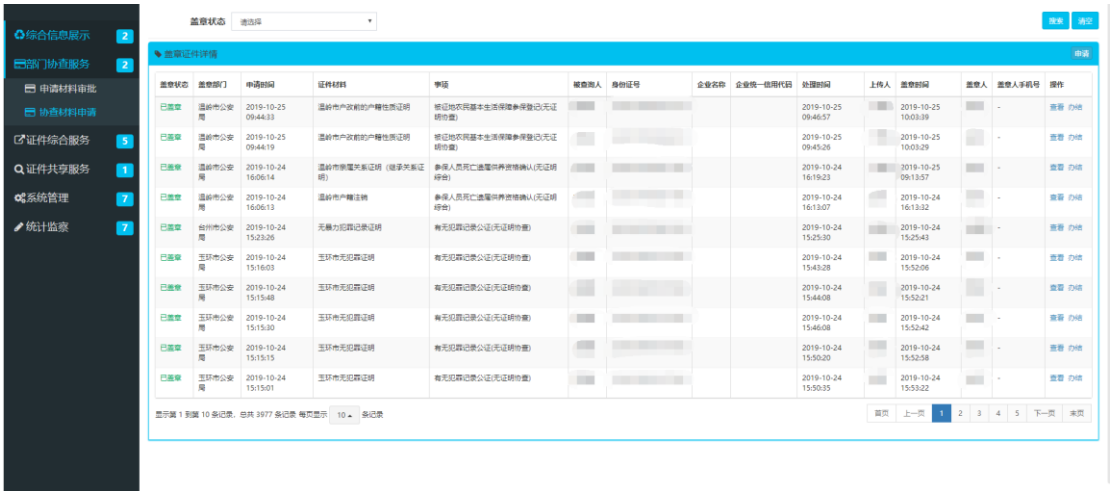 综合信息展示 2
部门协查服务 2
申请材料审批
协查材料申请
证件综合服务 5
证件共享服务 1
系统管理 7
统计监察 7
盖章状态 请选择 搜索 清空
盖章证件详情 申请
盖章状态 盖章部门 申请时间 证件材料 事项 被查询人 身份证号 企业名称 企业统一信用代码 处理时间 上传人 盖章时间 盖章人 盖章人手机号 操作
已盖章 温岭市公安 2019-10-25 温岭市户改前的户籍性质证明 被征地农民基本生活保障参保登记(无证 2019-10-25 2019-10-25 - 查看 办结
局 09:44:33 明协查) 09:46:57 10:03:39
已盖章 温岭市公安 2019-10-25 温岭市户改前的户籍性质证明 被征地农民基本生活保障参保登记(无证 2019-10-25 2019-10-25 - 查看 办结
局 09:44:19 明协查) 09:45:26 10:03:29
已盖章 温岭市公安 2019-10-24 温岭市亲属关系证明（继承关系证 参保人员死亡遗属供养资格确认(无证明 2019-10-24 2019-10-25 - 查看 办结
局 16:06:14 明） 综合) 16:19:23 09:13:57
已盖章 温岭市公安 2019-10-24 温岭市户籍注销 参保人员死亡遗属供养资格确认(无证明 2019-10-24 2019-10-24 - 查看 办结
局 16:06:13 综合) 16:13:07 16:13:32
已盖章 台州市公安 2019-10-24 无暴力犯罪记录证明 有无犯罪记录公证(无证明协查) 2019-10-24 2019-10-24 - 查看 办结
局 15:23:26 15:25:30 15:25:43
已盖章 玉环市公安 2019-10-24 玉环市无犯罪证明 有无犯罪记录公证(无证明协查) 2019-10-24 2019-10-24 - 查看 办结
局 15:16:03 15:43:28 15:52:06
已盖章 玉环市公安 2019-10-24 玉环市无犯罪证明 有无犯罪记录公证(无证明协查) 2019-10-24 2019-10-24 - 查看 办结
局 15:15:48 15:44:08 15:52:21
已盖章 玉环市公安 2019-10-24 玉环市无犯罪证明 有无犯罪记录公证(无证明协查) 2019-10-24 2019-10-24 - 查看 办结
局 15:15:30 15:46:08 15:52:42
已盖章 玉环市公安 2019-10-24 玉环市无犯罪证明 有无犯罪记录公证(无证明协查) 2019-10-24 2019-10-24 - 查看 办结
局 15:15:15 15:50:20 15:52:58
已盖章 玉环市公安 2019-10-24 玉环市无犯罪证明 有无犯罪记录公证(无证明协查) 2019-10-24 2019-10-24 - 查看 办结
局 15:15:01 15:50:35 15:53:22
显示第 1 到第 10 条记录，总共 3977 条记录 每页显示 10 条记录 首页 上一页 1 2 3 4 5 下一页 末页